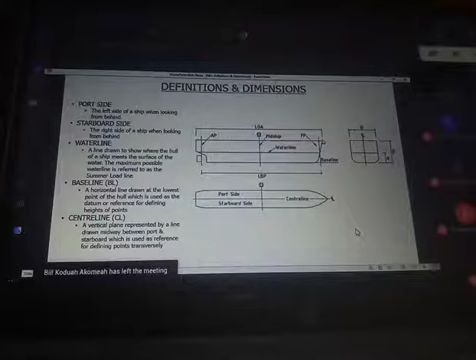 DEFINITIONS & DIMENSIONS
• PORT SIDE
• The left side of a ship when looking
from behind
• STARBOARD SIDE
• The right side of a ship when looking
from behind
• WATERLINE
• A line drawn to show where the hull
of a ship meets the surface of the
water. The maximum possible
waterline is referred to as the
Summer Load line
• BASELINE (BL)
• A horizontal line drawn at the lowest
point of the hull which is used as the
datum or reference for defining
heights of points
• CENTRELINE (CL)
• A vertical plane represented by a line
drawn midway between port &
starboard which is used as reference
for defining points transversely
LOA
AP
Midship
FP
Waterline
Baseline
LBP
Port Side
Starboard Side
Centreline
B
D
Bill Koduah Akomeah has left the meeting